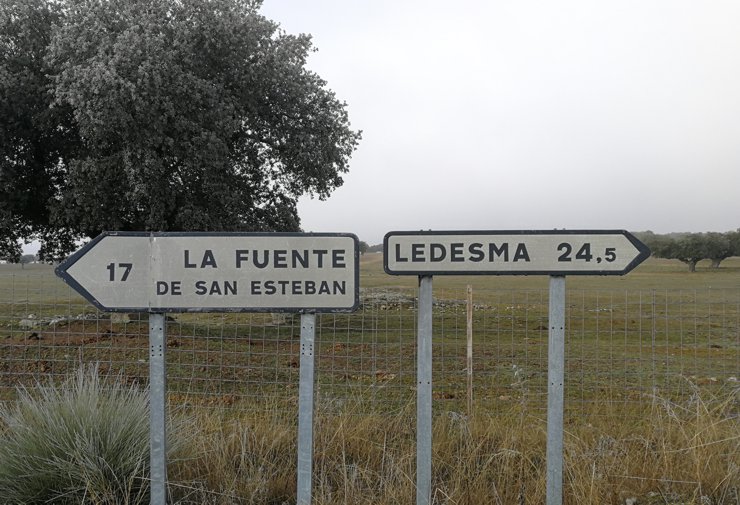 17 LA FUENTE
DE SAN ESTEBAN
LEDESMA 24,5